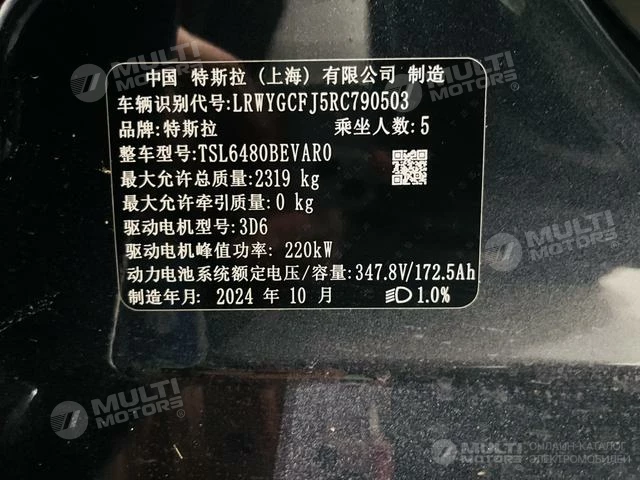 中国 特斯拉（上海）有限公司 制造
车辆识别代号:LRWYGCFJ5RC790503
品牌:特斯拉 乘坐人数:5
整车型号:TSL6480BEVAR0
最大允许总质量:2319 kg
最大允许牵引质量:0 kg
驱动电机型号:3D6
驱动电机峰值功率: 220kW
动力电池系统额定电压/容量:347.8V/172.5Ah
制造年月: 2024 年 10 月 1.0%
MULTI MOTORS
MULTI MOTORS
MULTI MOTORS
MULTI MOTORS
MULTI MOTORS
ОНЛАЙН-КАТАЛОГ
ЭЛЕКТРОМОБИЛЕЙ